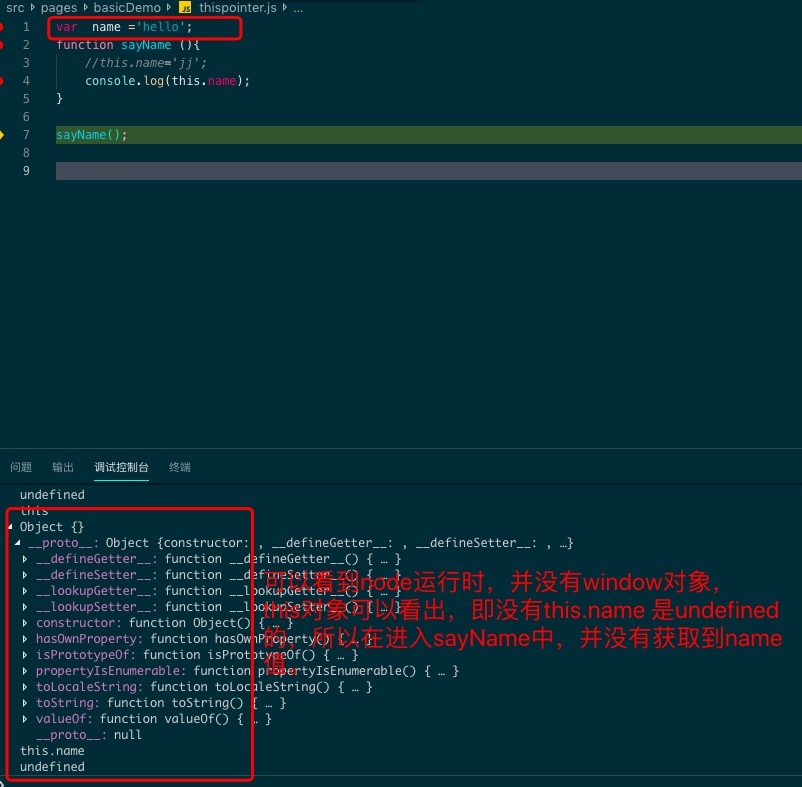 src pages basicDemo JS thispointer.js ...
1 var name ='hello';
2 function sayName (){
3 //this.name='jj';
4 console.log(this.name);
5 }
6
7 sayName();
8
9
问题 输出 调试控制台 终端
undefined
this
Object {}
__proto__: Object {constructor: , __defineGetter__: , __defineSetter__: , …}
__defineGetter__: function __defineGetter__() { … }
__defineSetter__: function __defineSetter__() { … }
__lookupGetter__: function __lookupGetter__() { … }
__lookupSetter__: function __lookupSetter__() { … }
constructor: function Object() { … }
hasOwnProperty: function hasOwnProperty() { … }
isPrototypeOf: function isPrototypeOf() { … }
propertyIsEnumerable: function propertyIsEnumerable() { … }
toLocaleString: function toLocaleString() { … }
toString: function toString() { … }
valueOf: function valueOf() { … }
__proto__: null
this.name
undefined
可以看到node运行时，并没有window对象，
this对象可以看出，即没有this.name 是undefined
的，所以在进入sayName中，并没有获取到name
值。